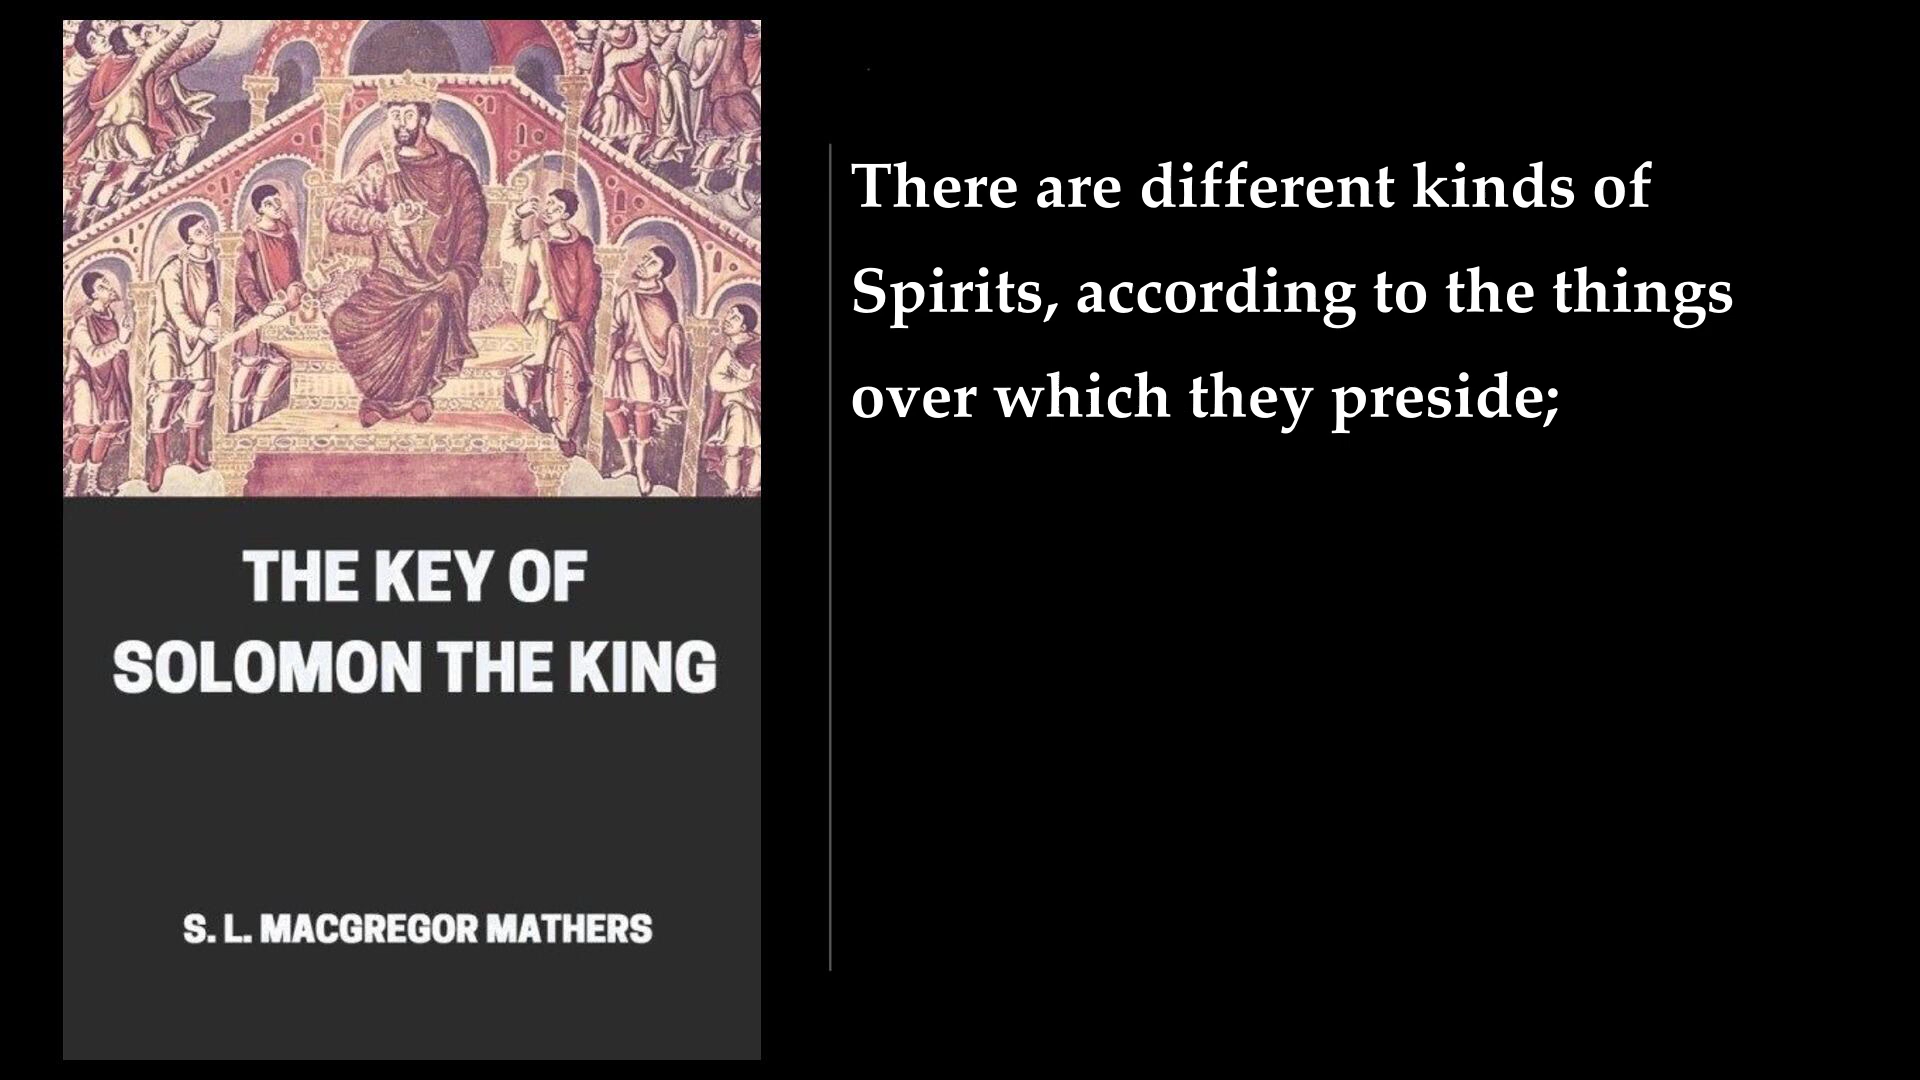 THE KEY OF
SOLOMON THE KING
S. L. MACGREGOR MATHERS
There are different kinds of
Spirits, according to the things
over which they preside;